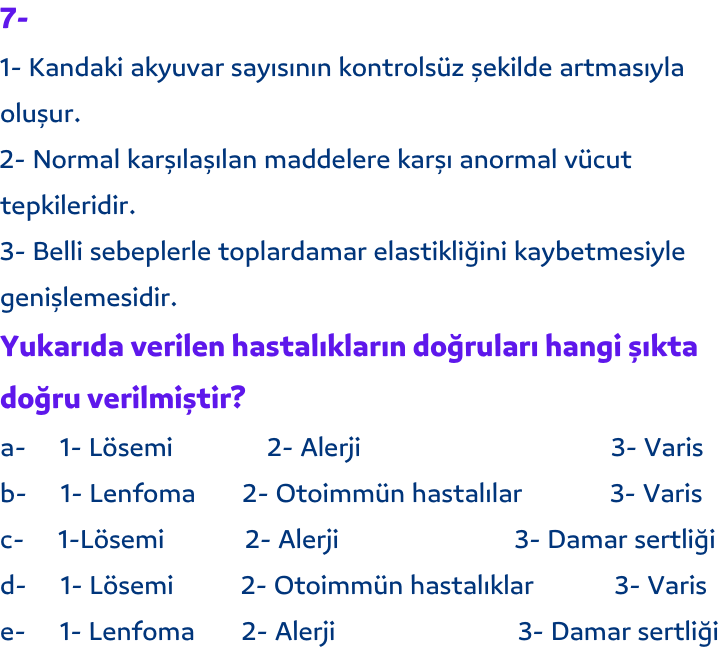 7-
1- Kandaki akyuvar sayısının kontrolsüz şekilde artmasıyla
oluşur.
2- Normal karşılaşılan maddelere karşı anormal vücut
tepkileridir.
3- Belli sebeplerle toplardamar elastikliğini kaybetmesiyle
genişlemesidir.
Yukarıda verilen hastalıkların doğruları hangi şıkta
doğru verilmiştir?
a- 1- Lösemi 2- Alerji 3- Varis
b- 1- Lenfoma 2- Otoimmün hastalılar 3- Varis
c- 1-Lösemi 2- Alerji 3- Damar sertliği
d- 1- Lösemi 2- Otoimmün hastalıklar 3- Varis
e- 1- Lenfoma 2- Alerji 3- Damar sertliği